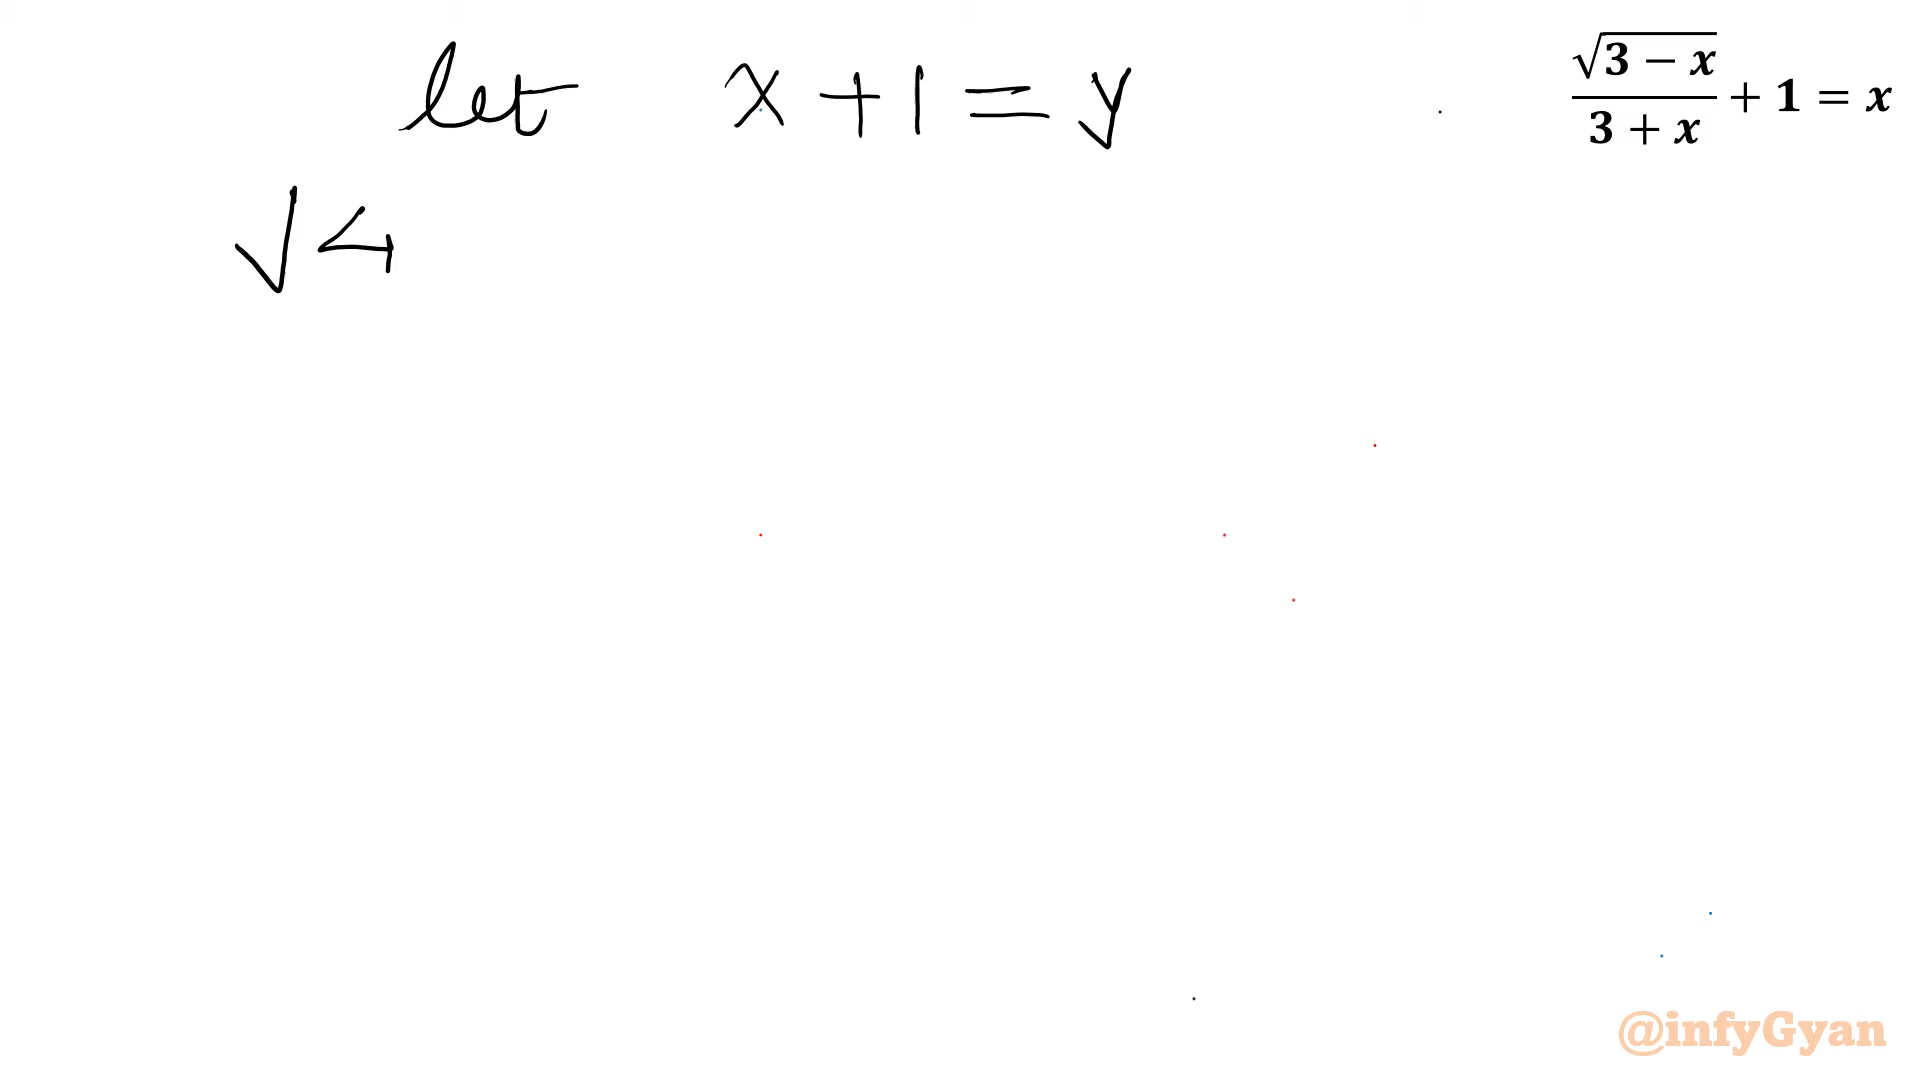 let x+1=y
√4
√(3 − x)/(3 + x) + 1 = x
@infyGyan